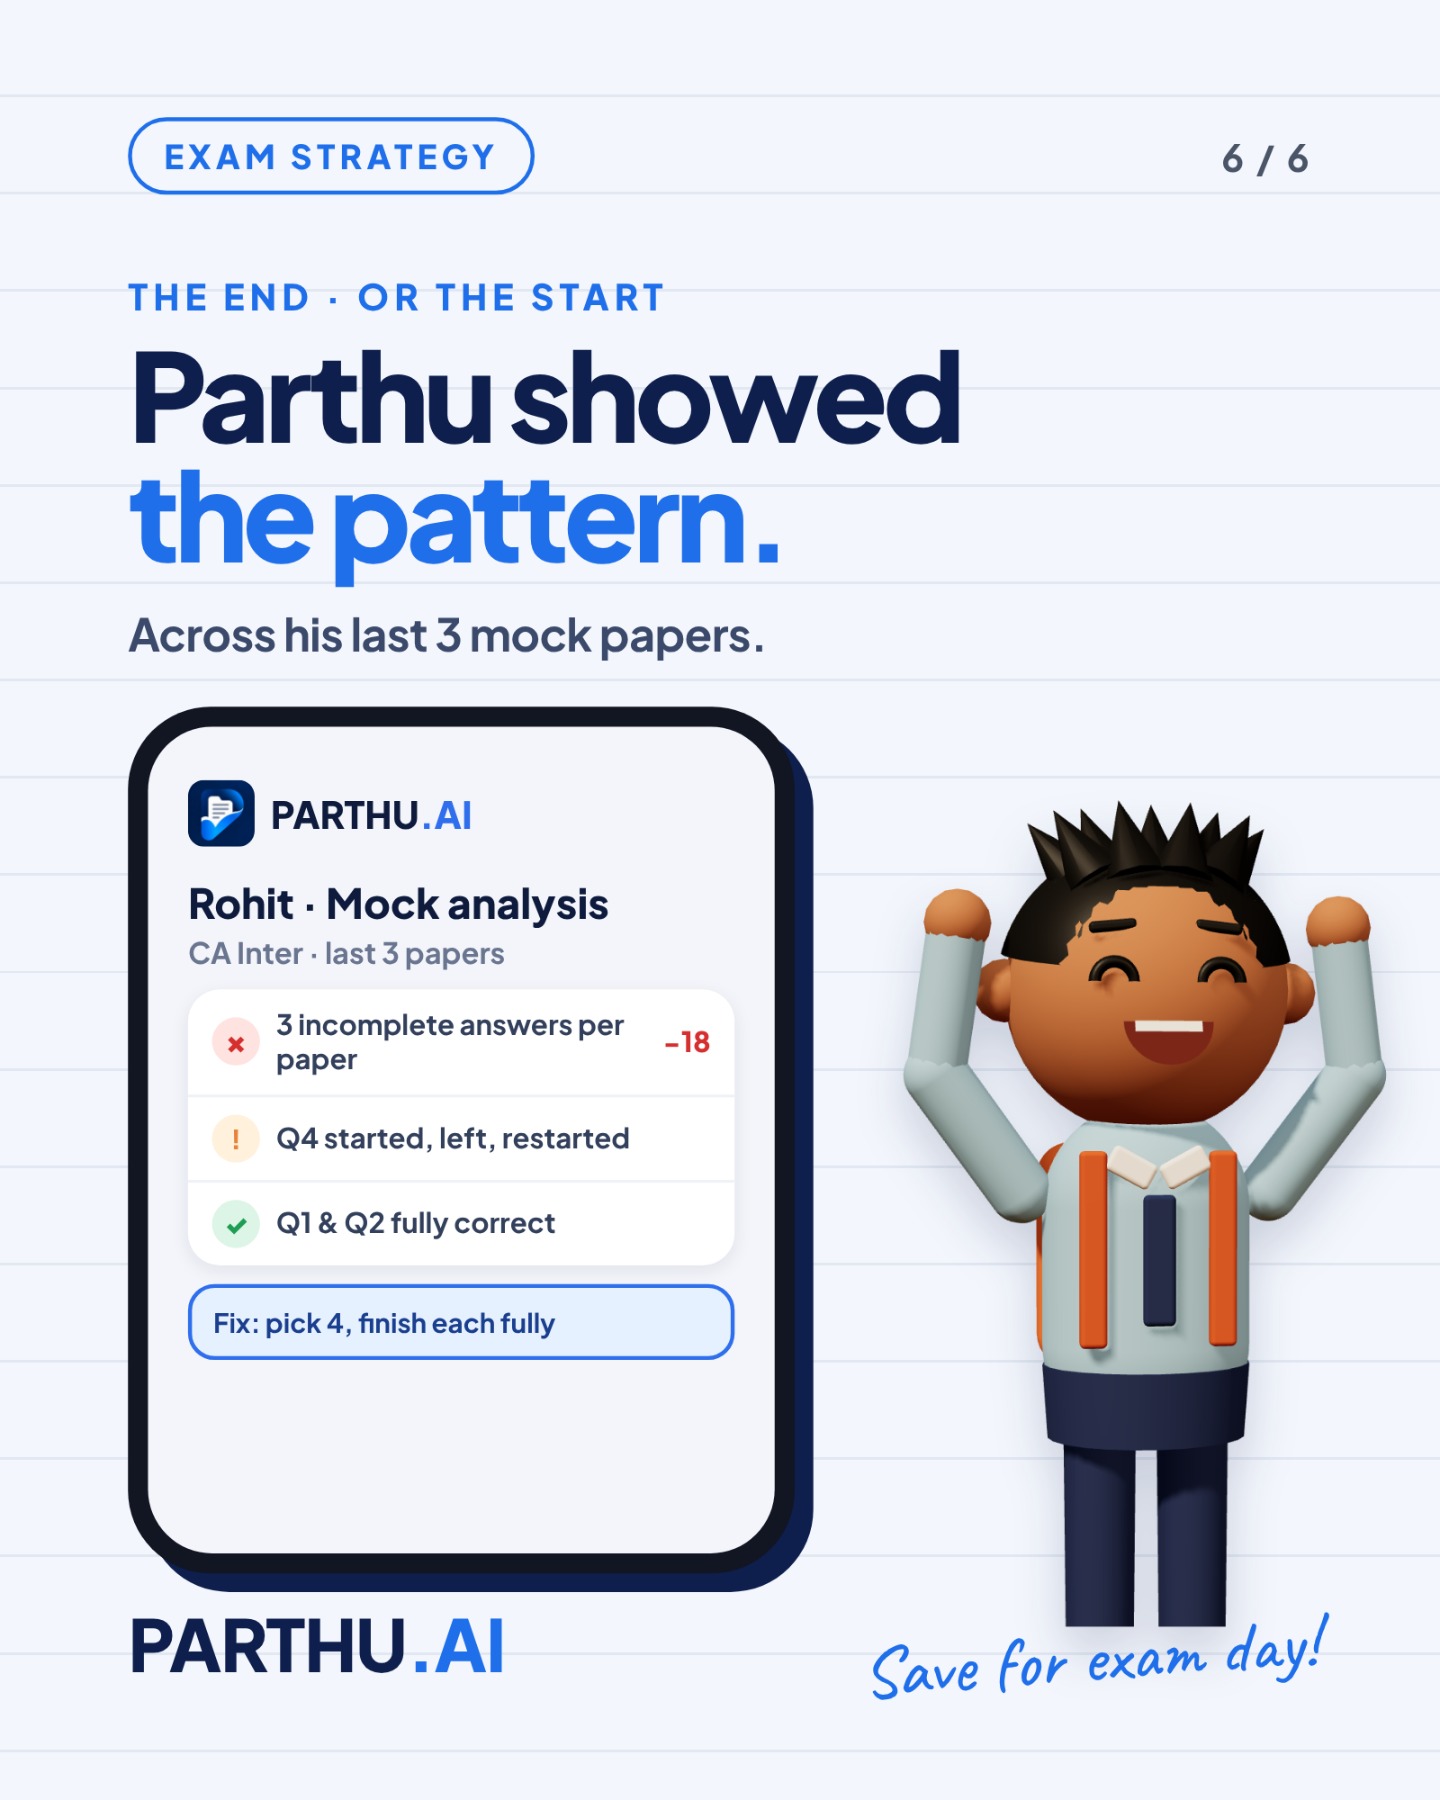 EXAM STRATEGY
6 / 6
THE END · OR THE START
Parthu showed
the pattern.
Across his last 3 mock papers.
PARTHU.AI
Rohit · Mock analysis
CA Inter · last 3 papers
3 incomplete answers per
paper
-18
Q4 started, left, restarted
Q1 & Q2 fully correct
Fix: pick 4, finish each fully
PARTHU.AI
Save for exam day!